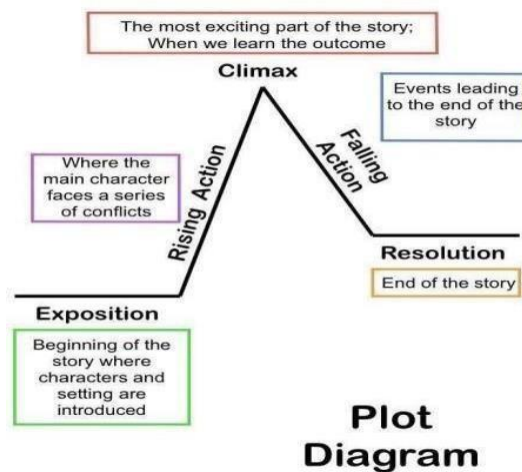 The most exciting part of the story;
When we learn the outcome
Climax
Events leading
to the end of the
story
Falling
Action
Where the
main character
faces a series
of conflicts
Rising Action
Resolution
End of the story
Exposition
Beginning of the
story where
characters and
setting are
introduced
Plot
Diagram